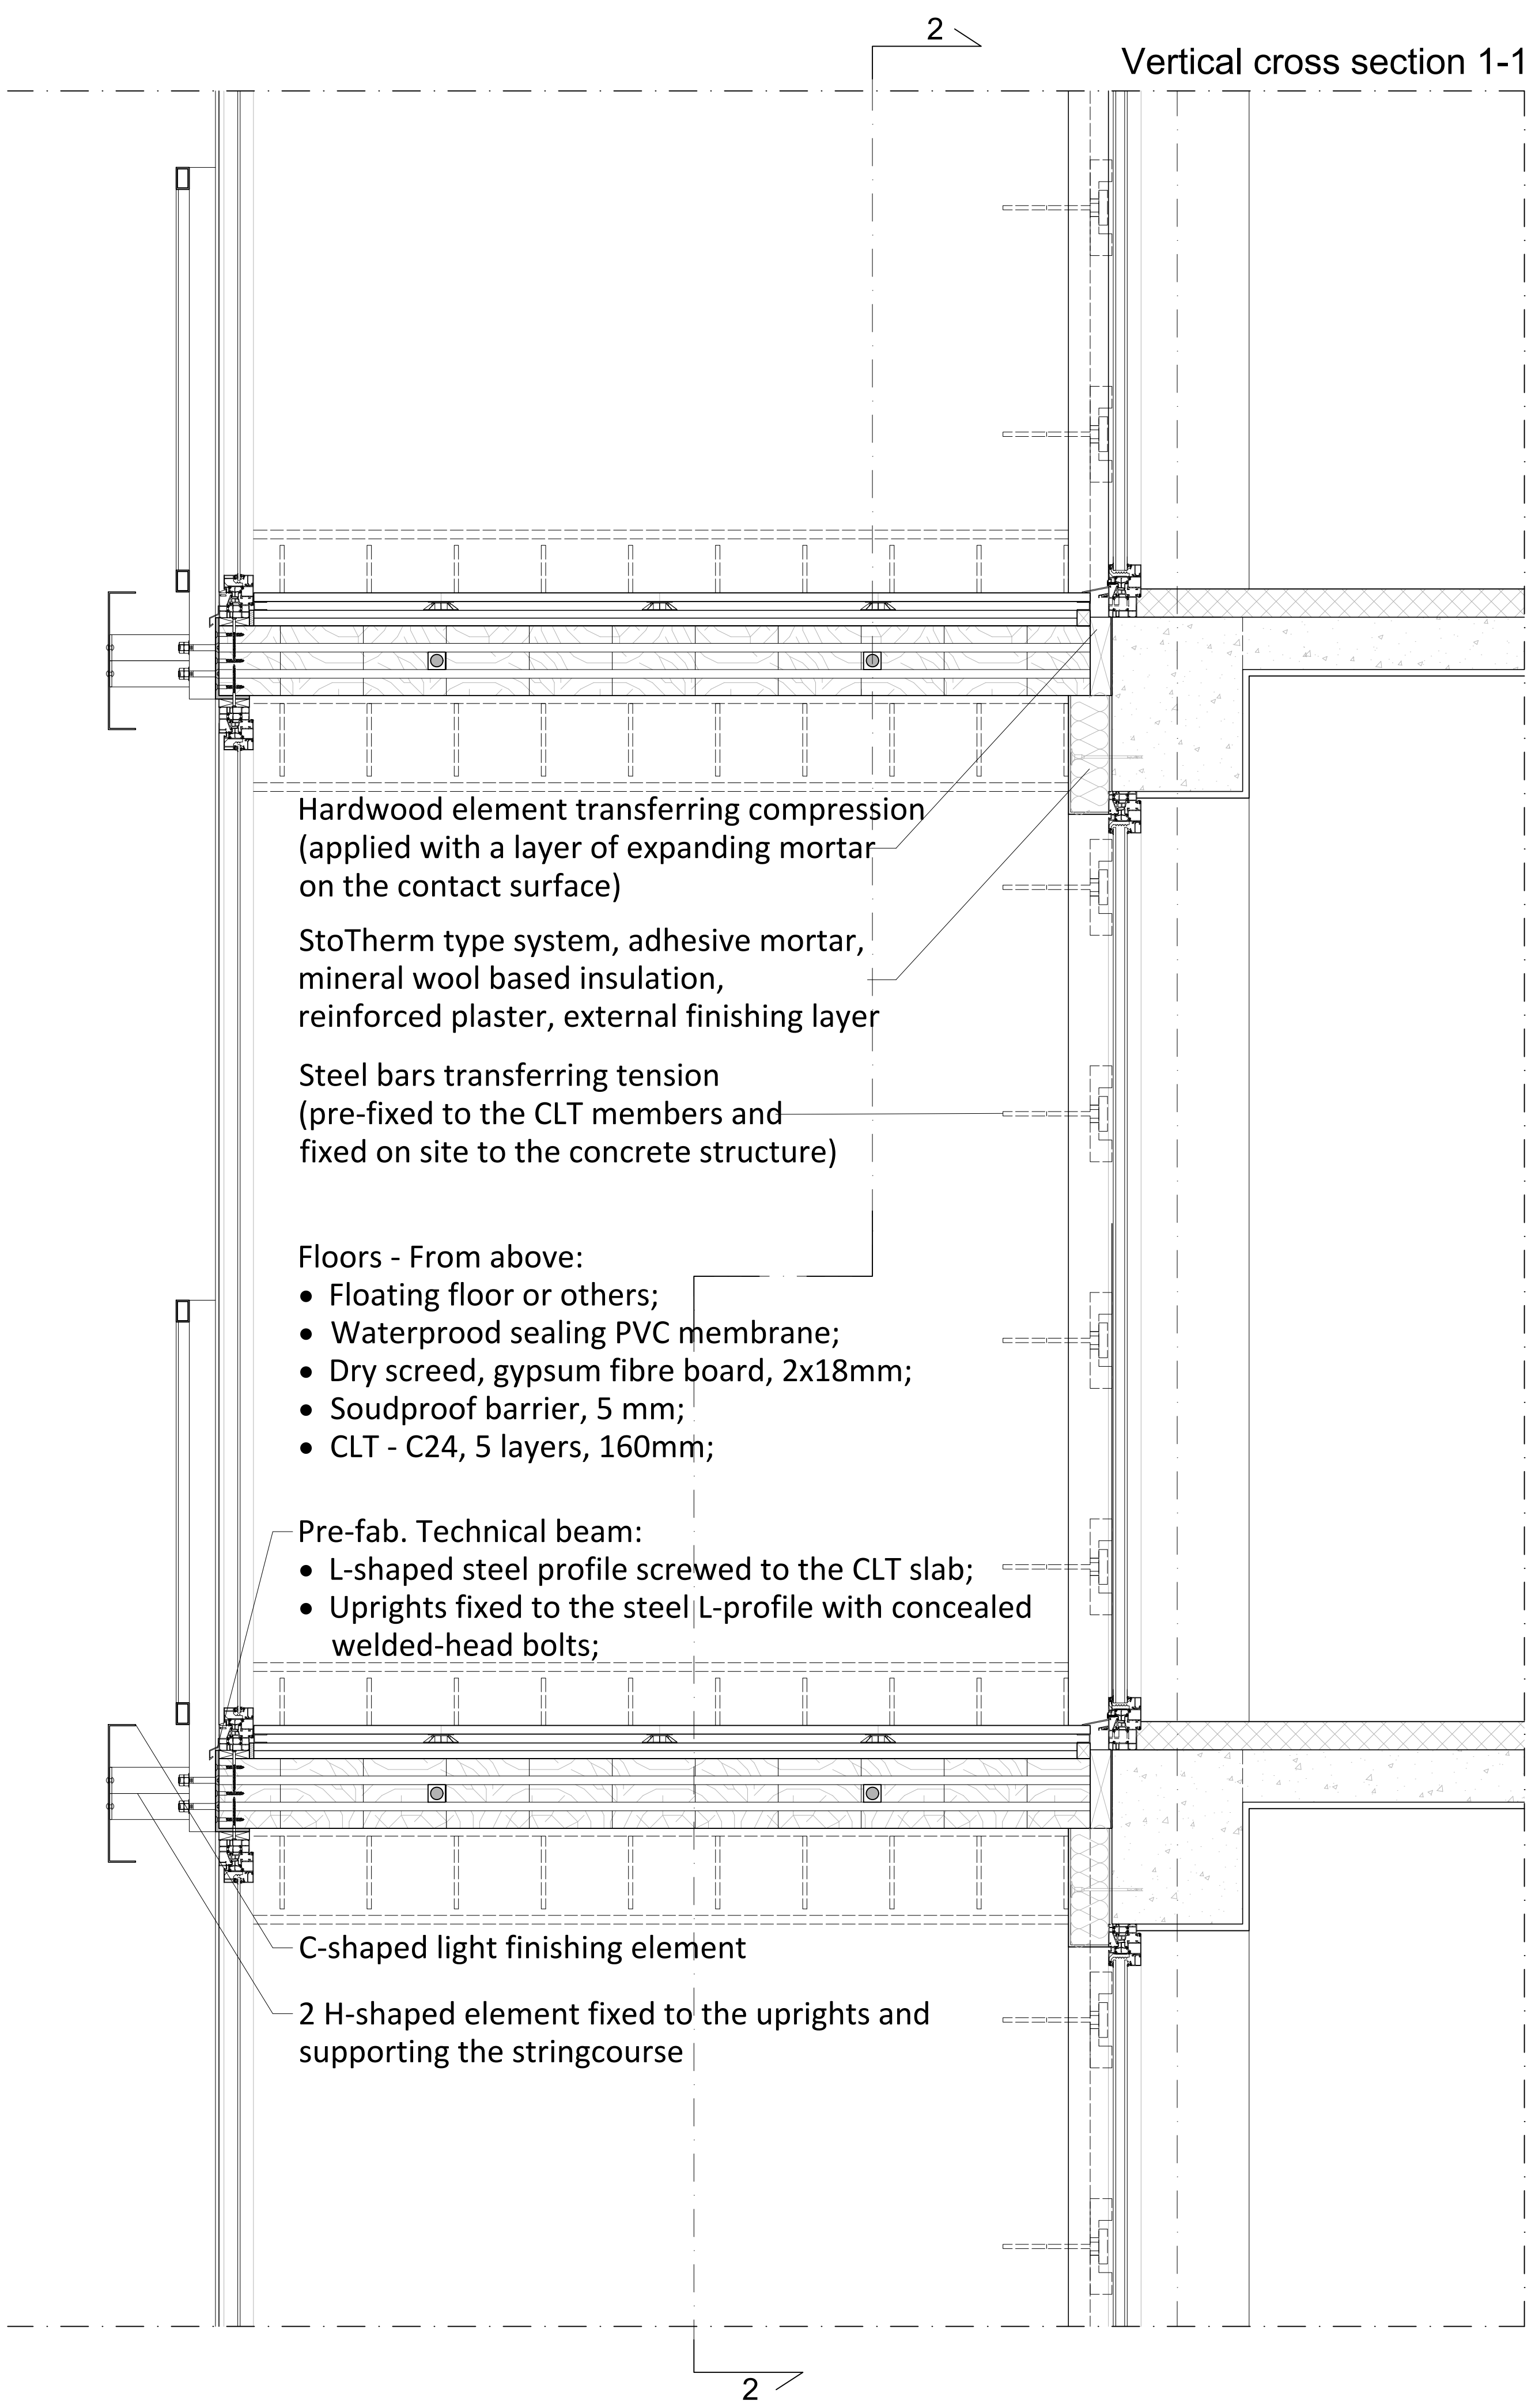 2
Vertical cross section 1-1
Hardwood element transferring compression
(applied with a layer of expanding mortar
on the contact surface)
StoTherm type system, adhesive mortar,
mineral wool based insulation,
reinforced plaster, external finishing layer
Steel bars transferring tension
(pre-fixed to the CLT members and
fixed on site to the concrete structure)
Floors - From above:
• Floating floor or others;
• Waterprood sealing PVC membrane;
• Dry screed, gypsum fibre board, 2x18mm;
• Soudproof barrier, 5 mm;
• CLT - C24, 5 layers, 160mm;
Pre-fab. Technical beam:
• L-shaped steel profile screwed to the CLT slab;
• Uprights fixed to the steel L-profile with concealed
welded-head bolts;
C-shaped light finishing element
2 H-shaped element fixed to the uprights and
supporting the stringcourse
2